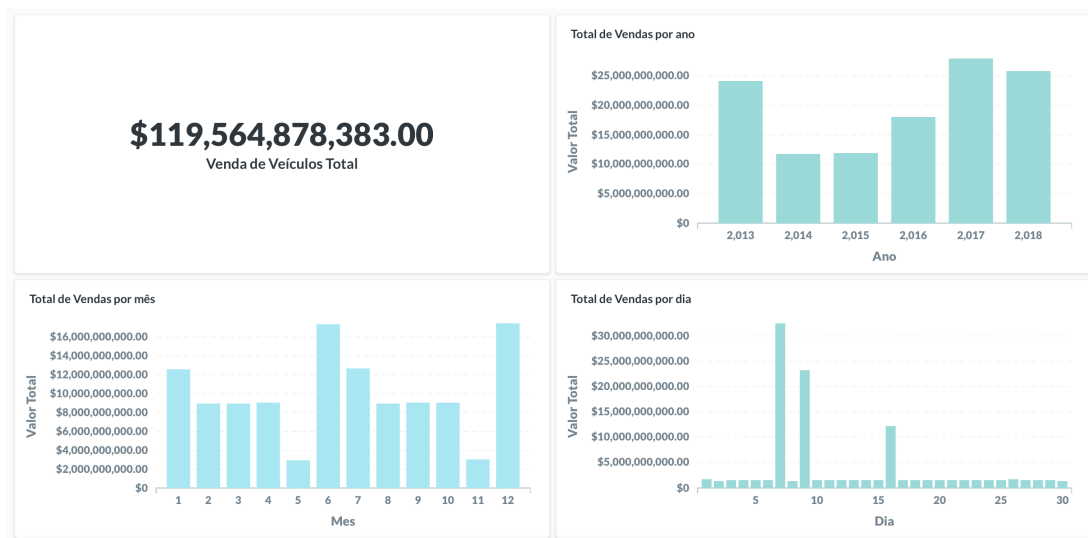 $119,564,878,383.00
Venda de Veículos Total
Total de Vendas por ano
Valor Total
$25,000,000,000.00
$20,000,000,000.00
$15,000,000,000.00
$10,000,000,000.00
$5,000,000,000.00
$0
2,013 2,014 2,015 2,016 2,017 2,018
Ano
Total de Vendas por mês
Valor Total
$16,000,000,000.00
$14,000,000,000.00
$12,000,000,000.00
$10,000,000,000.00
$8,000,000,000.00
$6,000,000,000.00
$4,000,000,000.00
$2,000,000,000.00
$0
1 2 3 4 5 6 7 8 9 10 11 12
Mes
Total de Vendas por dia
Valor Total
$30,000,000,000.00
$25,000,000,000.00
$20,000,000,000.00
$15,000,000,000.00
$10,000,000,000.00
$5,000,000,000.00
$0
5 10 15 20 25 30
Dia